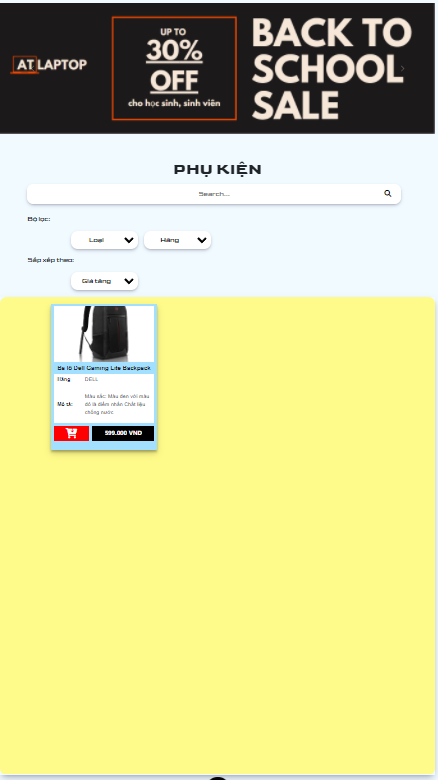 AT LAPTOP
UP TO
30%
OFF
cho học sinh, sinh viên
BACK TO
SCHOOL
SALE
PHỤ KIỆN
Search...
Bộ lọc:
Loại
Hãng
Sắp xếp theo:
Giá tăng
Ba lô Dell Gaming Lite Backpack
Hãng
DELL
Mô tả:
Màu sắc: Màu đen với màu
đỏ là điểm nhấn Chất liệu
chống nước
599.000 VND